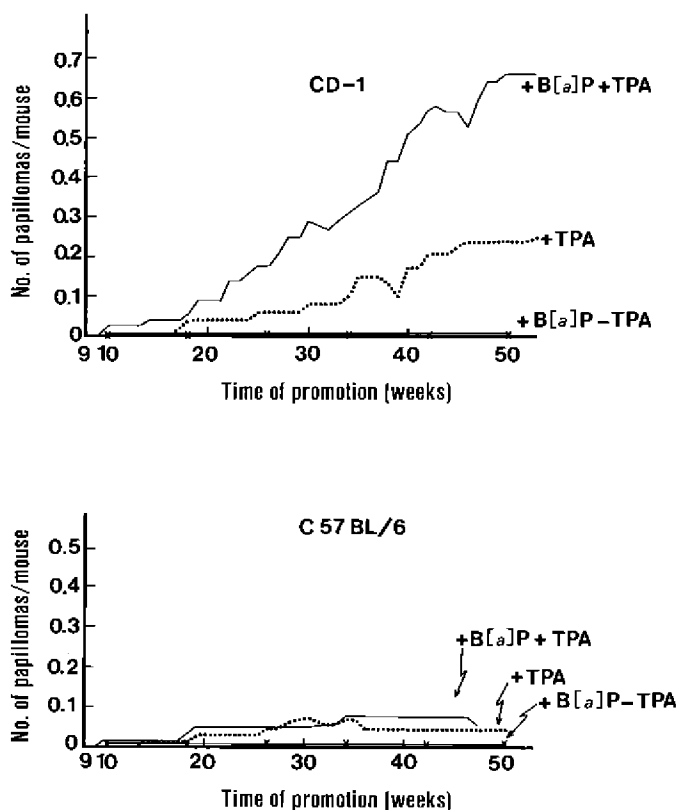 No. of papillomas/mouse
0.7
0.6
0.5
0.4
0.3
0.2
0.1
0
CD-1
+B[a]P+TPA
+TPA
+B[a]P-TPA
9 10 20 30 40 50
Time of promotion (weeks)
No. of papillomas/mouse
0.5
0.4
0.3
0.2
0.1
0
C 57 BL/6
+B[a]P+TPA
+TPA
+B[a]P-TPA
9 10 20 30 40 50
Time of promotion (weeks)